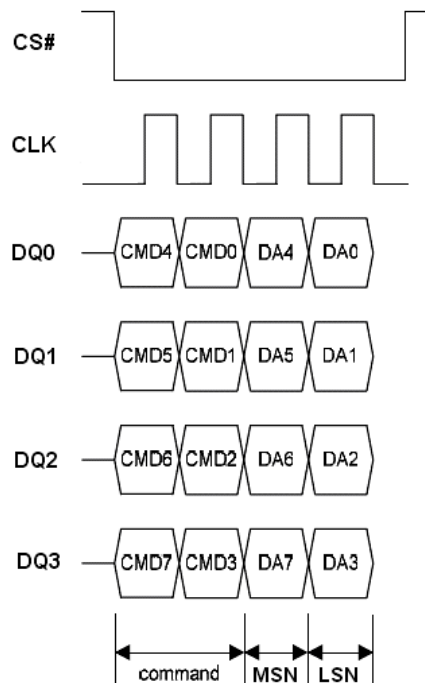 CS#
CLK
DQ0 CMD4 CMD0 DA4 DA0
DQ1 CMD5 CMD1 DA5 DA1
DQ2 CMD6 CMD2 DA6 DA2
DQ3 CMD7 CMD3 DA7 DA3
command MSN LSN